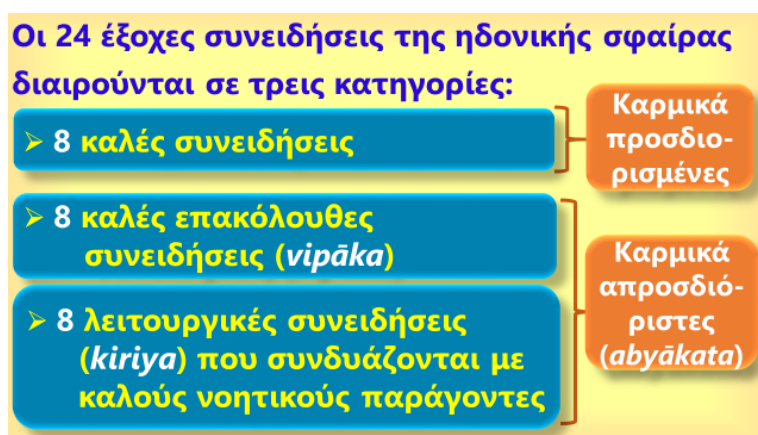 Οι 24 έξοχες συνειδήσεις της ηδονικής σφαίρας
διαιρούνται σε τρεις κατηγορίες:
➢ 8 καλές συνειδήσεις
Καρμικά
προσδιο-
ρισμένες
➢ 8 καλές επακόλουθες
συνειδήσεις (vipāka)
➢ 8 λειτουργικές συνειδήσεις
(kiriya) που συνδυάζονται με
καλούς νοητικούς παράγοντες
Καρμικά
απροσδιό-
ριστες
(abyākata)